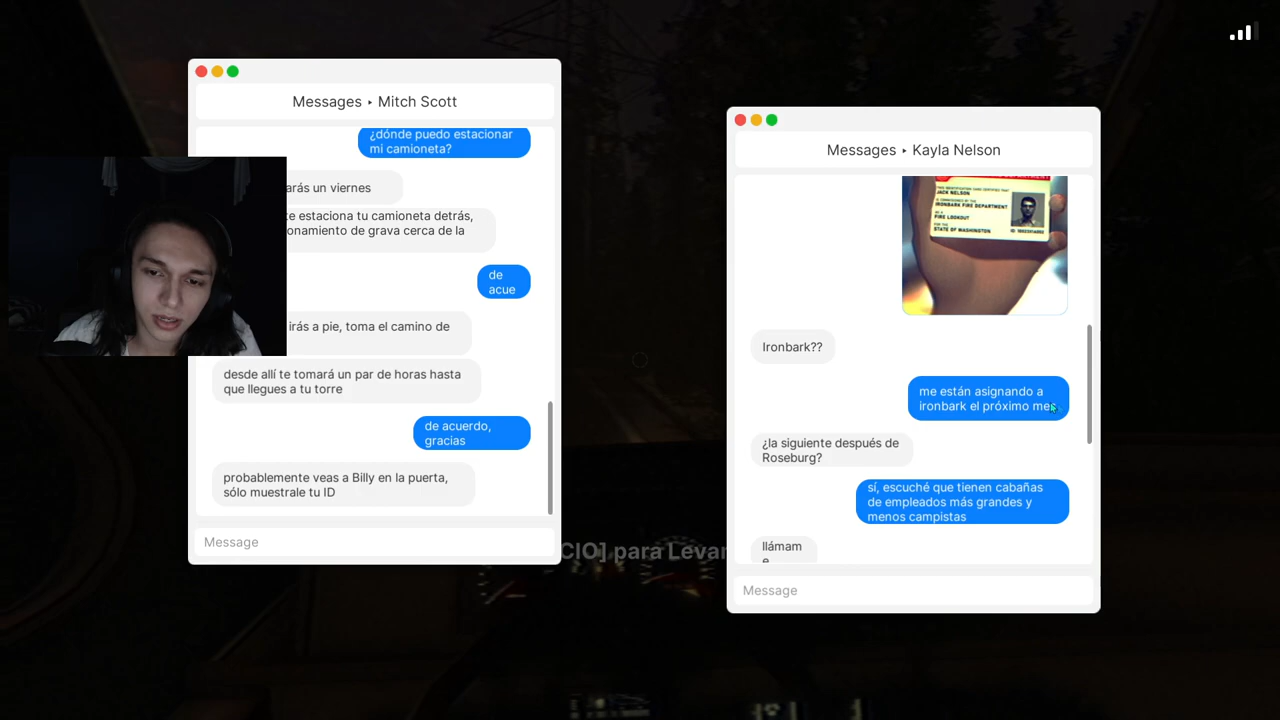 Messages ▸ Mitch Scott
¿dónde puedo estacionar
mi camioneta?
arás un viernes
te estaciona tu camioneta detrás,
onamiento de grava cerca de la
de
acue
irás a pie, toma el camino de
desde allí te tomará un par de horas hasta
que llegues a tu torre
de acuerdo,
gracias
probablemente veas a Billy en la puerta,
sólo muestrale tu ID
Message
CIO] para Levan
Messages ▸ Kayla Nelson
JACK NELSON
IRONBARK FIRE DEPARTMENT
FIRE LOOKOUT
STATE OF WASHINGTON
Ironbark??
me están asignando a
ironbark el próximo mes
¿la siguiente después de
Roseburg?
sí, escuché que tienen cabañas
de empleados más grandes y
menos campistas
llámam
e
Message